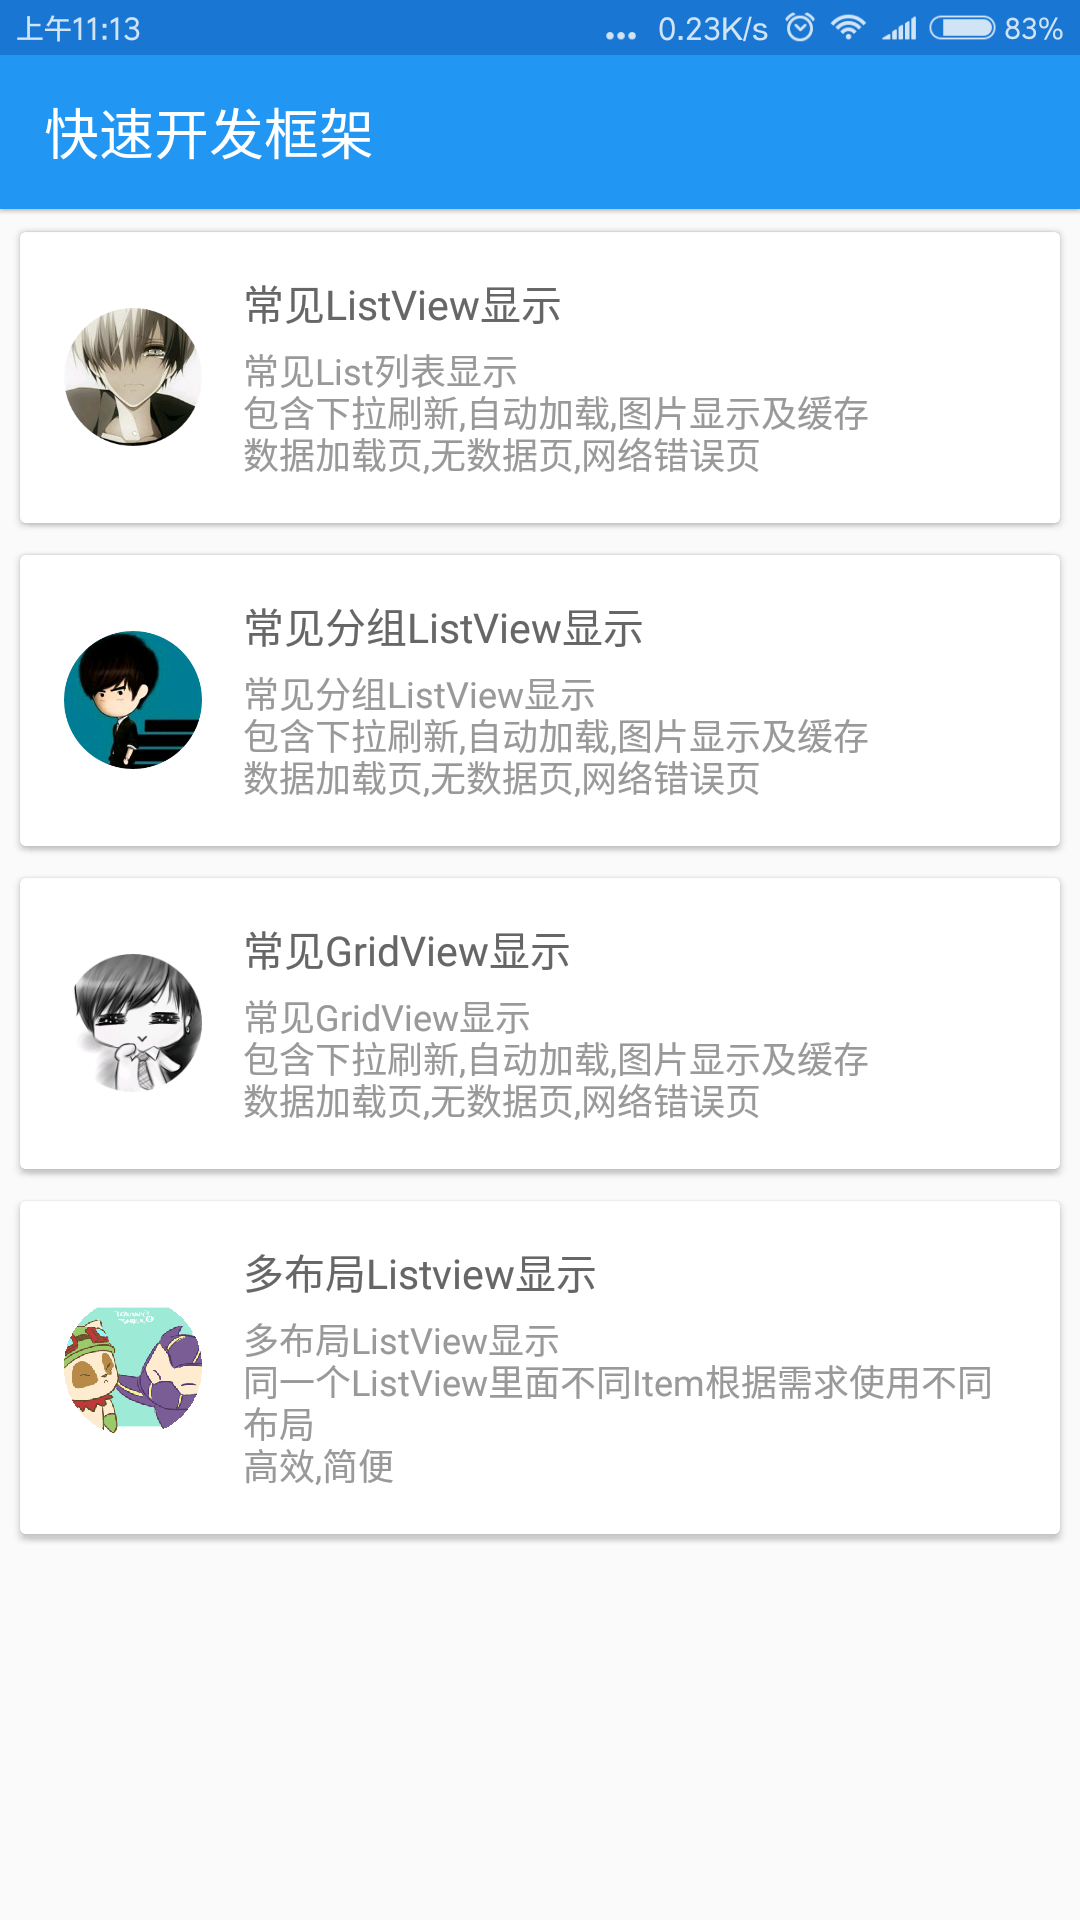 上午11:13
... 0.23K/s 83%
快速开发框架
常见ListView显示
常见List列表显示
包含下拉刷新,自动加载,图片显示及缓存
数据加载页,无数据页,网络错误页
常见分组ListView显示
常见分组ListView显示
包含下拉刷新,自动加载,图片显示及缓存
数据加载页,无数据页,网络错误页
常见GridView显示
常见GridView显示
包含下拉刷新,自动加载,图片显示及缓存
数据加载页,无数据页,网络错误页
多布局Listview显示
多布局ListView显示
同一个ListView里面不同Item根据需求使用不同
布局
高效,简便